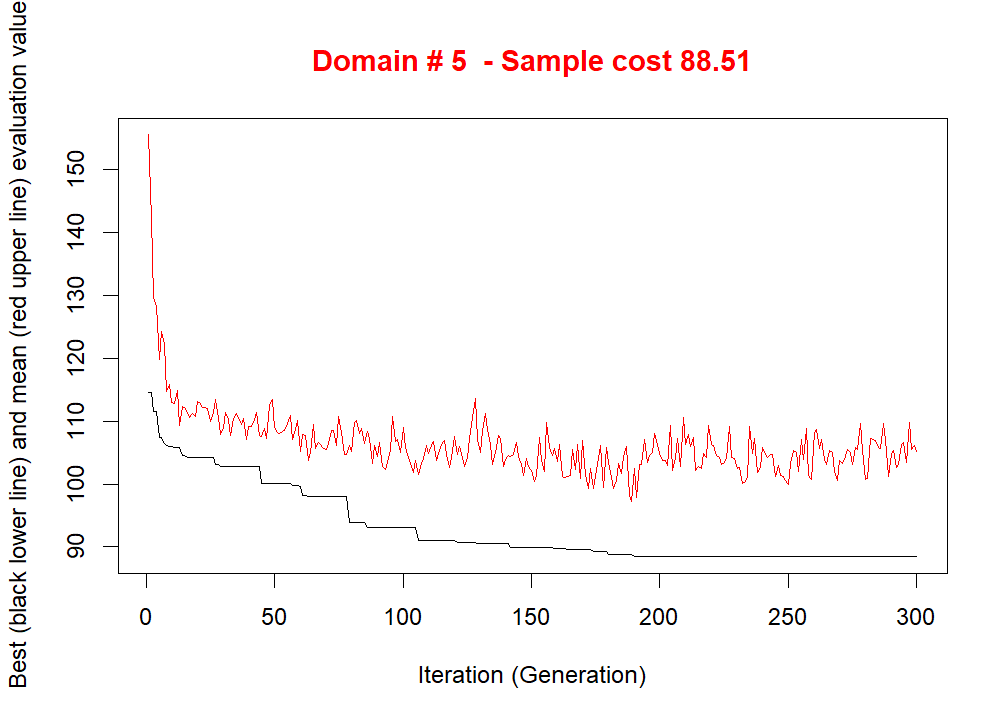 Domain # 5  - Sample cost 88.51
Best (black lower line) and mean (red upper line) evaluation value
150
140
130
120
110
100
90
0 50 100 150 200 250 300
Iteration (Generation)